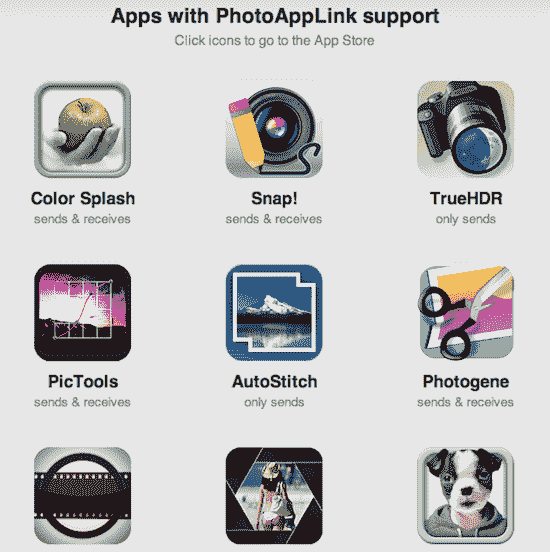 Apps with PhotoAppLink support
Click icons to go to the App Store
Color Splash
sends & receives
Snap!
sends & receives
TrueHDR
only sends
PicTools
sends & receives
AutoStitch
only sends
Photogene
sends & receives